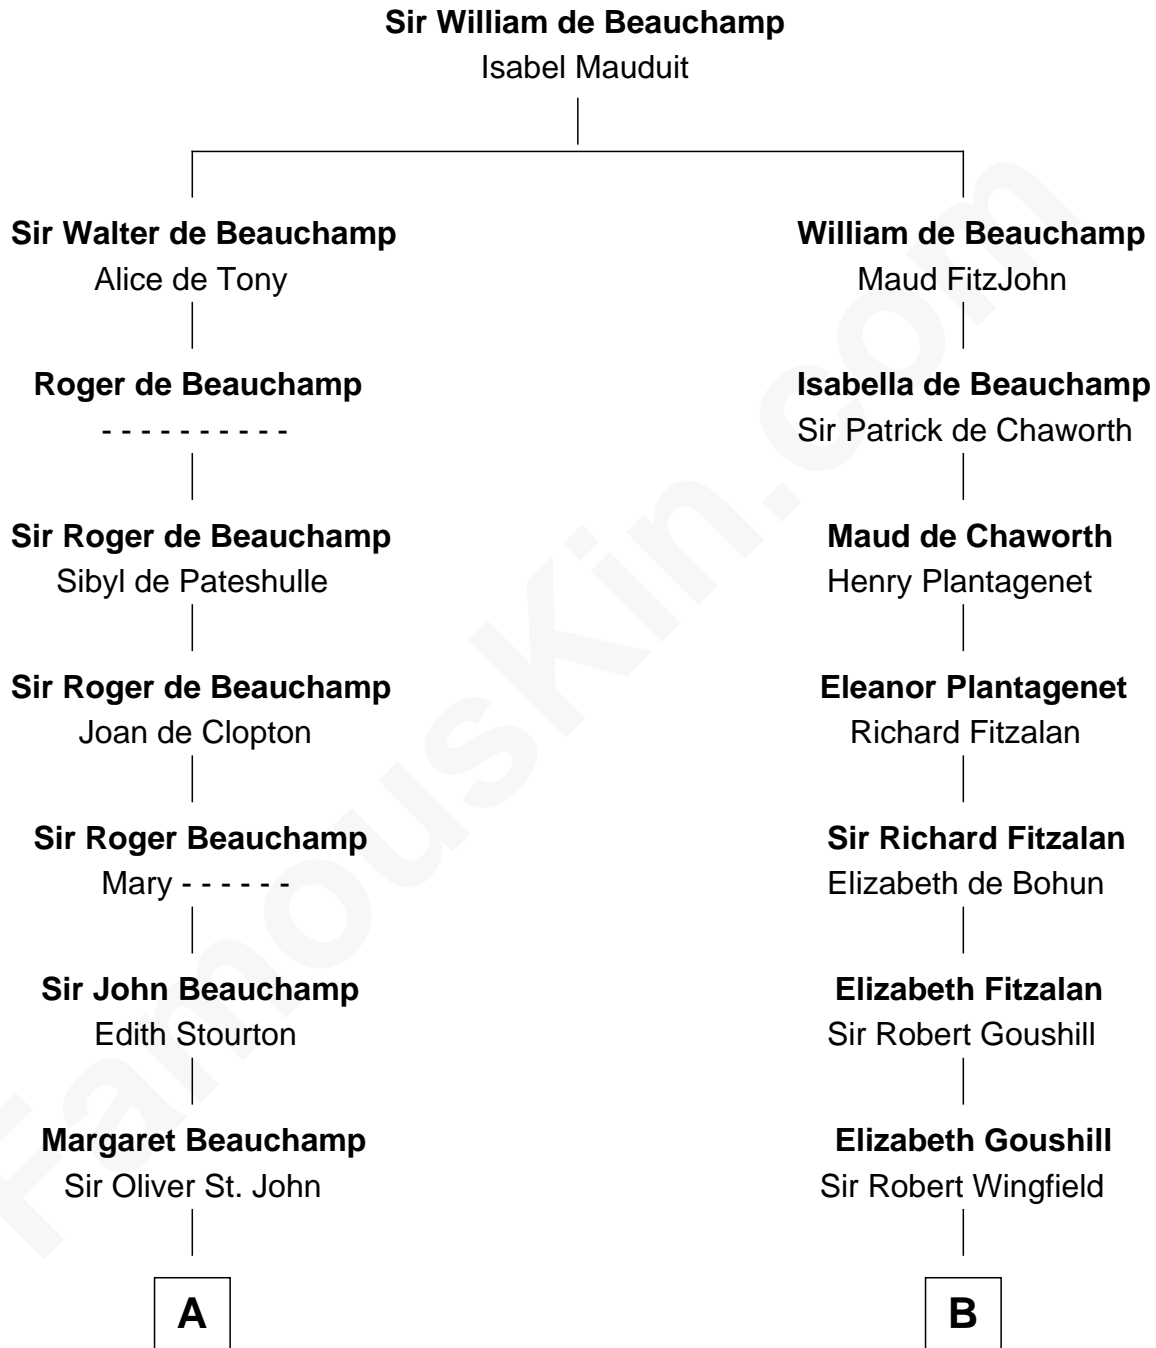 Sir William de Beauchamp
Isabel Mauduit
Sir Walter de Beauchamp
Alice de Tony
Roger de Beauchamp
- - - - - - - - - -
Sir Roger de Beauchamp
Sibyl de Pateshulle
Sir Roger de Beauchamp
Joan de Clopton
Sir Roger Beauchamp
Mary - - - - - -
Sir John Beauchamp
Edith Stourton
Margaret Beauchamp
Sir Oliver St. John
A
William de Beauchamp
Maud FitzJohn
Isabella de Beauchamp
Sir Patrick de Chaworth
Maud de Chaworth
Henry Plantagenet
Eleanor Plantagenet
Richard Fitzalan
Sir Richard Fitzalan
Elizabeth de Bohun
Elizabeth Fitzalan
Sir Robert Goushill
Elizabeth Goushill
Sir Robert Wingfield
B
FamousKin.com